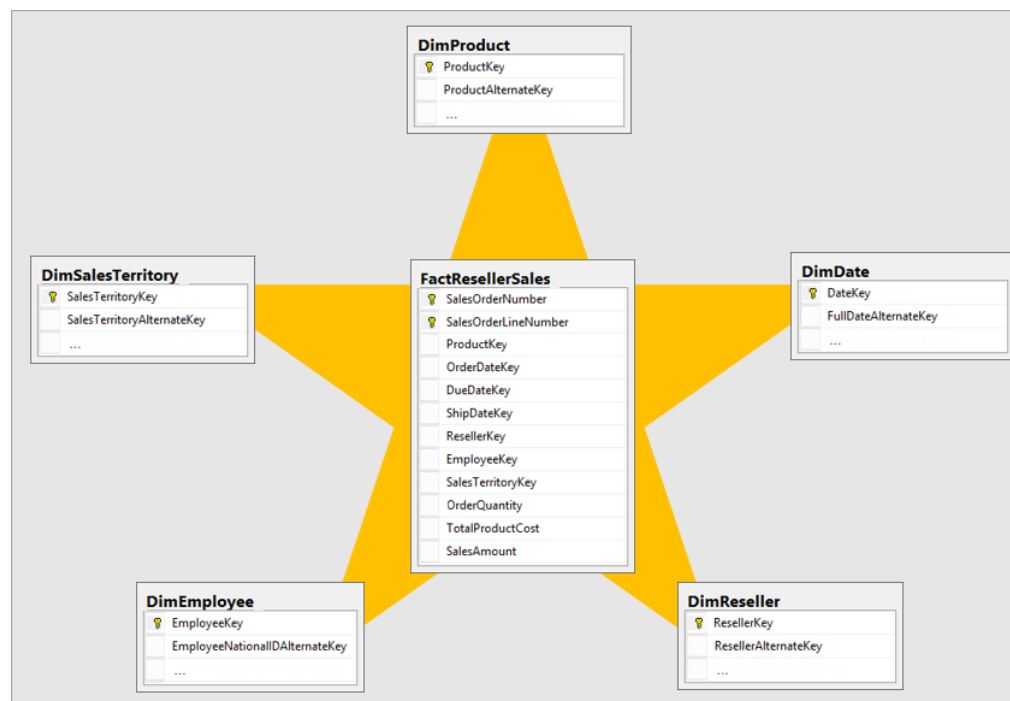 DimProduct
ProductKey
ProductAlternateKey
...
DimSalesTerritory
SalesTerritoryKey
SalesTerritoryAlternateKey
...
FactResellerSales
SalesOrderNumber
SalesOrderLineNumber
ProductKey
OrderDateKey
DueDateKey
ShipDateKey
ResellerKey
EmployeeKey
SalesTerritoryKey
OrderQuantity
TotalProductCost
SalesAmount
DimDate
DateKey
FullDateAlternateKey
...
DimEmployee
EmployeeKey
EmployeeNationalIDAlternateKey
...
DimReseller
ResellerKey
ResellerAlternateKey
...